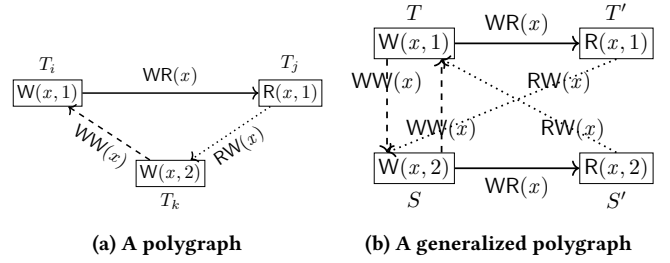 T_i
T_j
W(x, 1)
WR(x)
R(x, 1)
WW(x)
RW(x)
W(x, 2)
T_k
(a) A polygraph
T
T′
W(x, 1)
WR(x)
R(x, 1)
WW(x)
RW(x)
WW(x)
RW(x)
W(x, 2)
WR(x)
R(x, 2)
S
S′
(b) A generalized polygraph